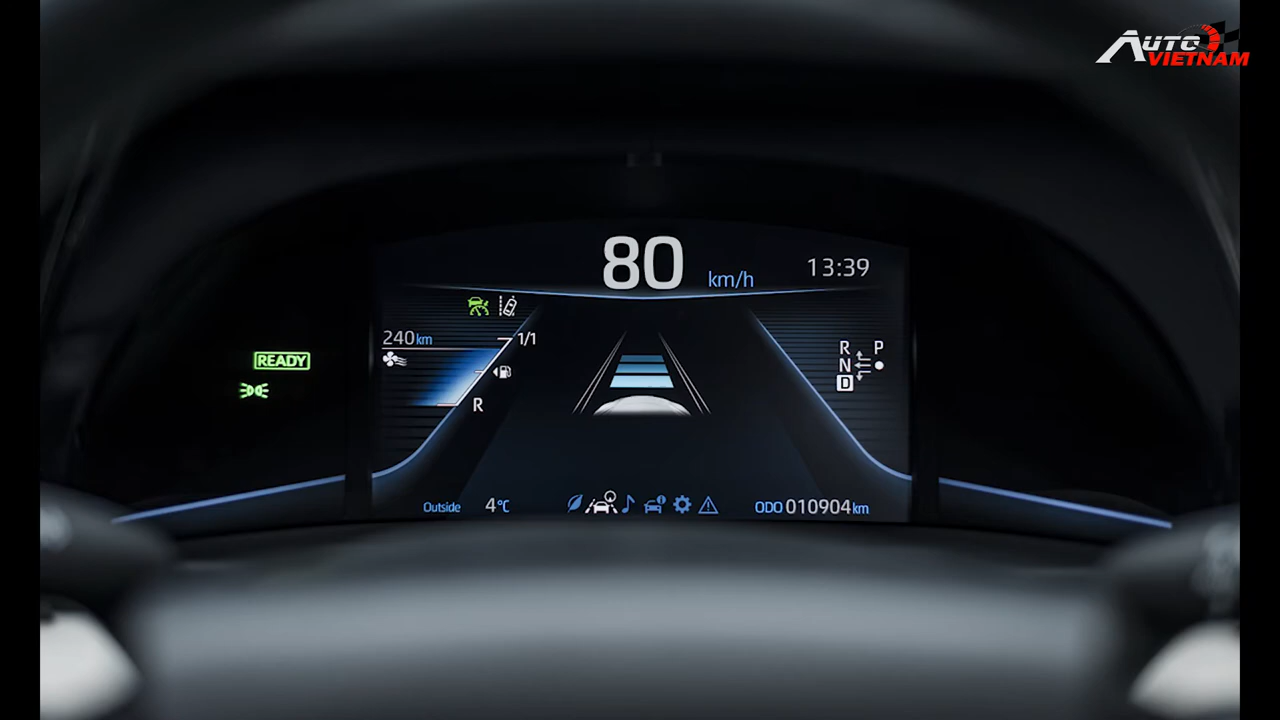 AUTO
VIETNAM
80 km/h
13:39
240km
1/1
R
READY
R P
N
D
Outside 4°C
ODO 010904 km